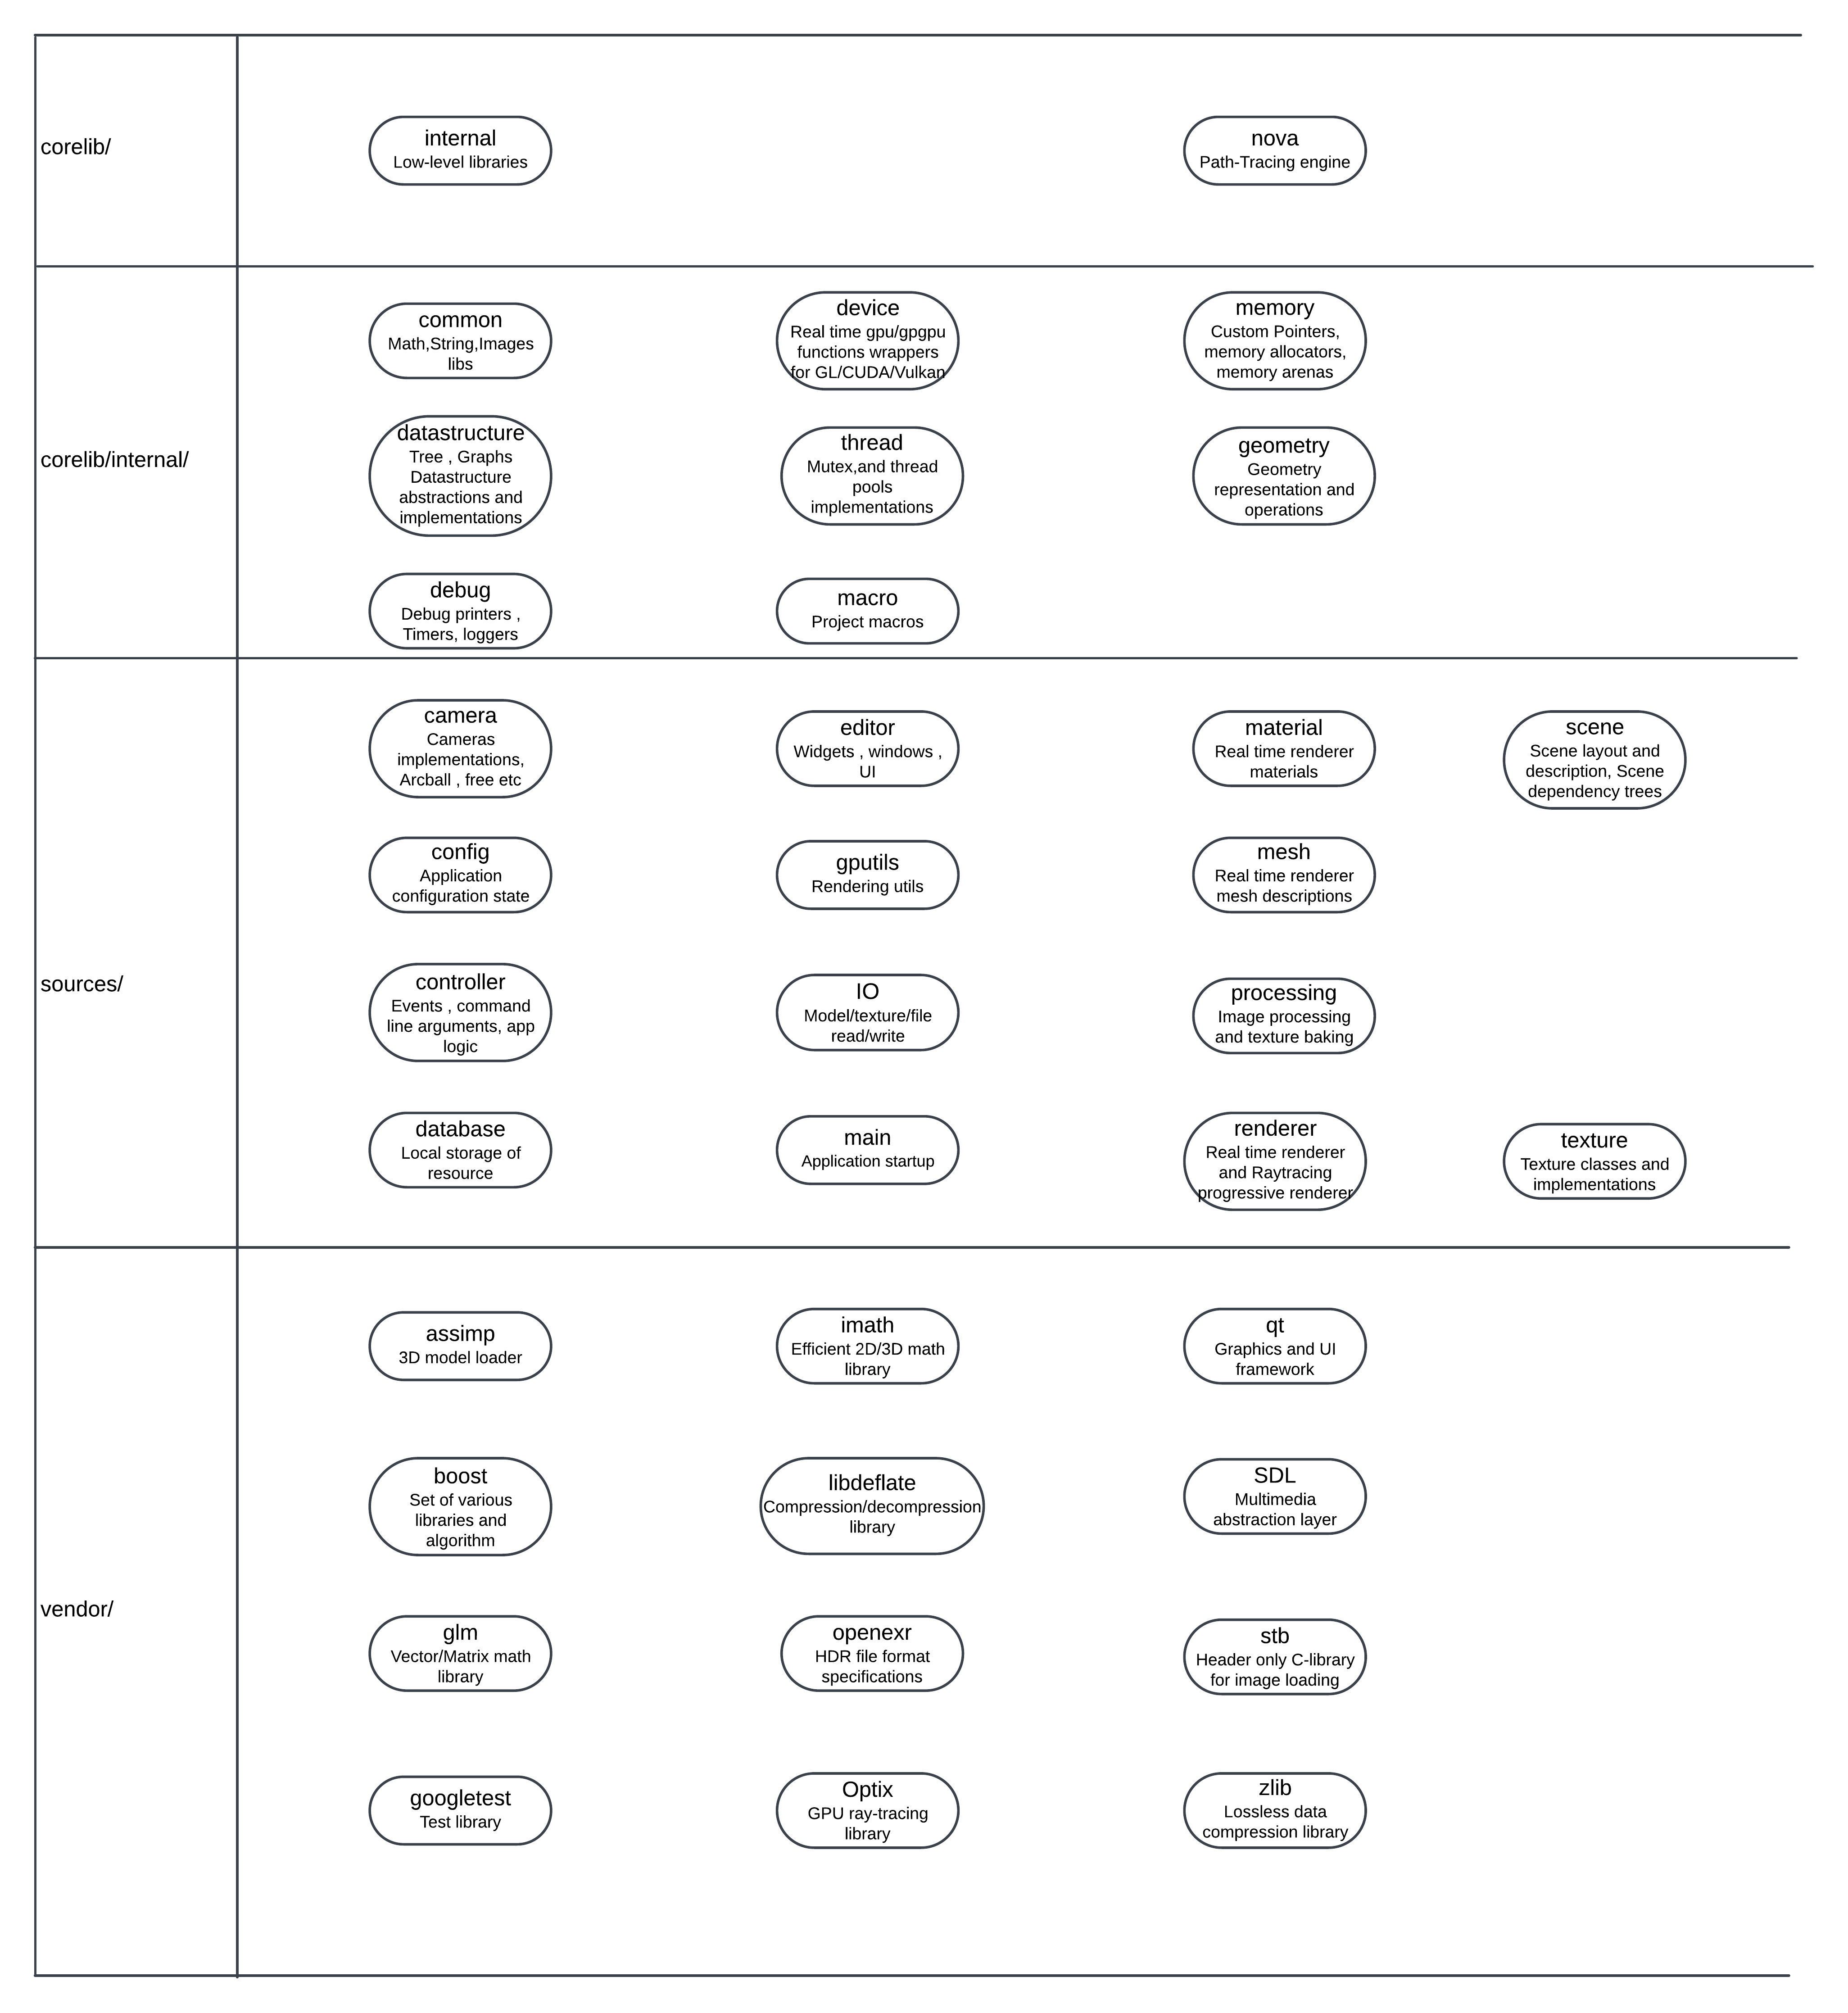 corelib/
internal
Low-level libraries
nova
Path-Tracing engine
corelib/internal/
common
Math,String,Images
libs
device
Real time gpu/gpgpu
functions wrappers
for GL/CUDA/Vulkan
memory
Custom Pointers,
memory allocators,
memory arenas
datastructure
Tree , Graphs
Datastructure
abstractions and
implementations
thread
Mutex,and thread
pools
implementations
geometry
Geometry
representation and
operations
debug
Debug printers ,
Timers, loggers
macro
Project macros
sources/
camera
Cameras
implementations,
Arcball , free etc
editor
Widgets , windows ,
UI
material
Real time renderer
materials
scene
Scene layout and
description, Scene
dependency trees
config
Application
configuration state
gputils
Rendering utils
mesh
Real time renderer
mesh descriptions
controller
Events , command
line arguments, app
logic
IO
Model/texture/file
read/write
processing
Image processing
and texture baking
database
Local storage of
resource
main
Application startup
renderer
Real time renderer
and Raytracing
progressive renderer
texture
Texture classes and
implementations
vendor/
assimp
3D model loader
imath
Efficient 2D/3D math
library
qt
Graphics and UI
framework
boost
Set of various
libraries and
algorithm
libdeflate
Compression/decompression
library
SDL
Multimedia
abstraction layer
glm
Vector/Matrix math
library
openexr
HDR file format
specifications
stb
Header only C-library
for image loading
googletest
Test library
Optix
GPU ray-tracing
library
zlib
Lossless data
compression library